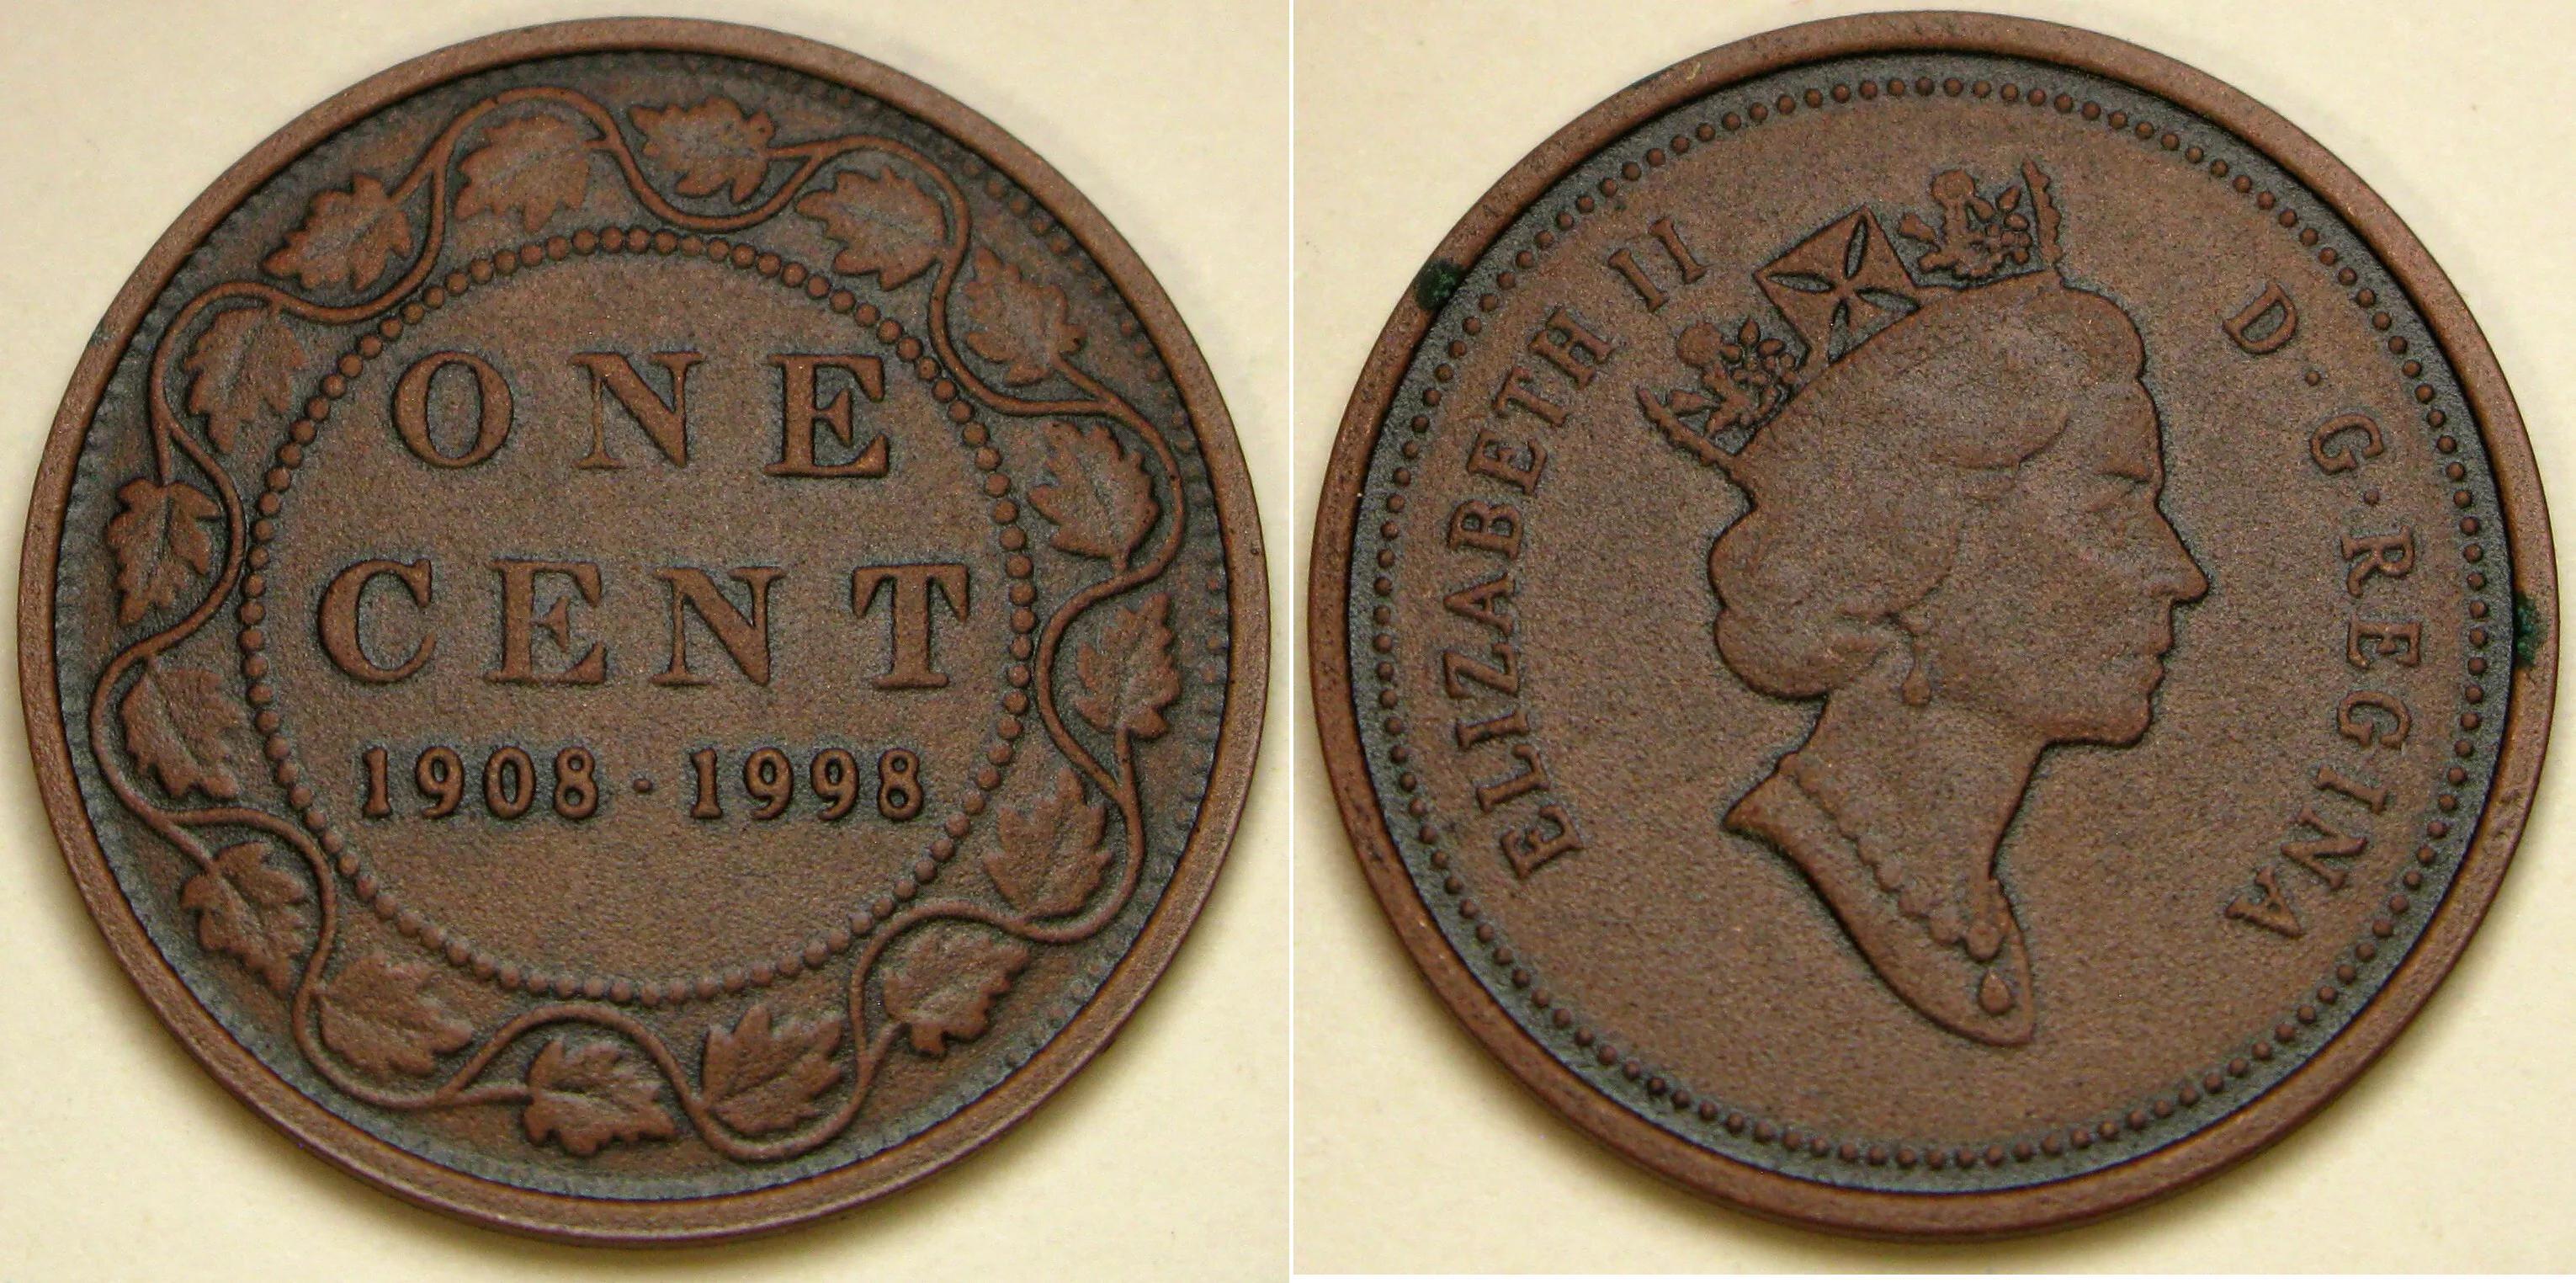 ONE
CENT
1908 · 1998
ELIZABETH II D·G·REGINA